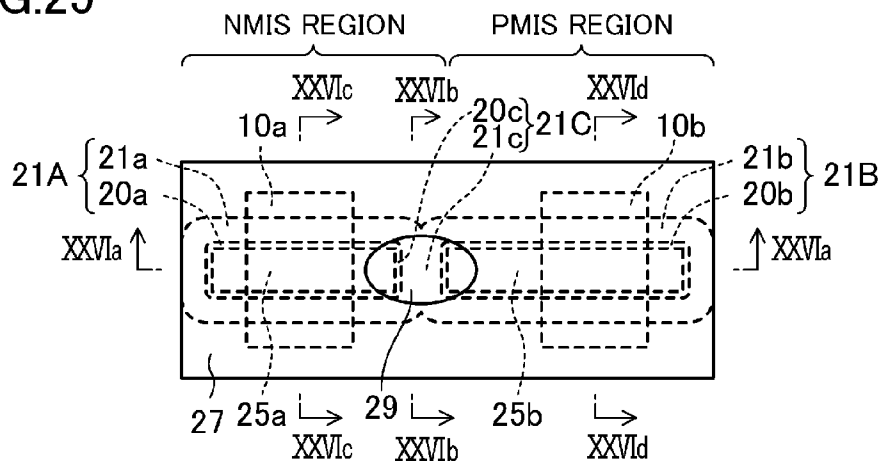 NMIS REGION PMIS REGION
XXVIc XXVIb XXVId
10a 20c 21c } 21C 10b
21A { 21a 20a 21b 20b } 21B
XXVIa XXVIa
27 25a 29 25b
XXVIc XXVIb XXVId